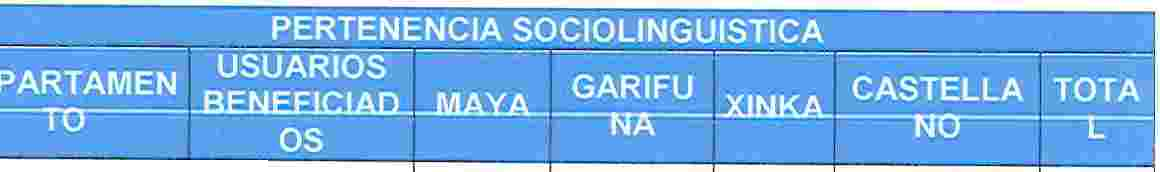 PERTENENCIA SOCIOLINGUISTICA
PARTAMEN
TO
USUARIOS
BENEFICIAD
OS
MAYA
GARIFU
NA
XINKA
CASTELLA
NO
TOTA
L